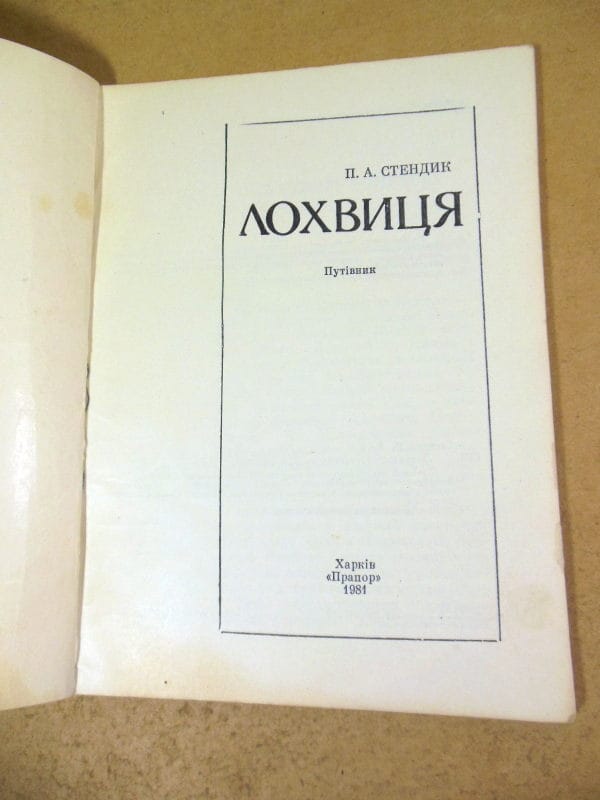 П. А. СТЕНДИК
ЛОХВИЦЯ
Путівник
Харків
«Прапор»
1981